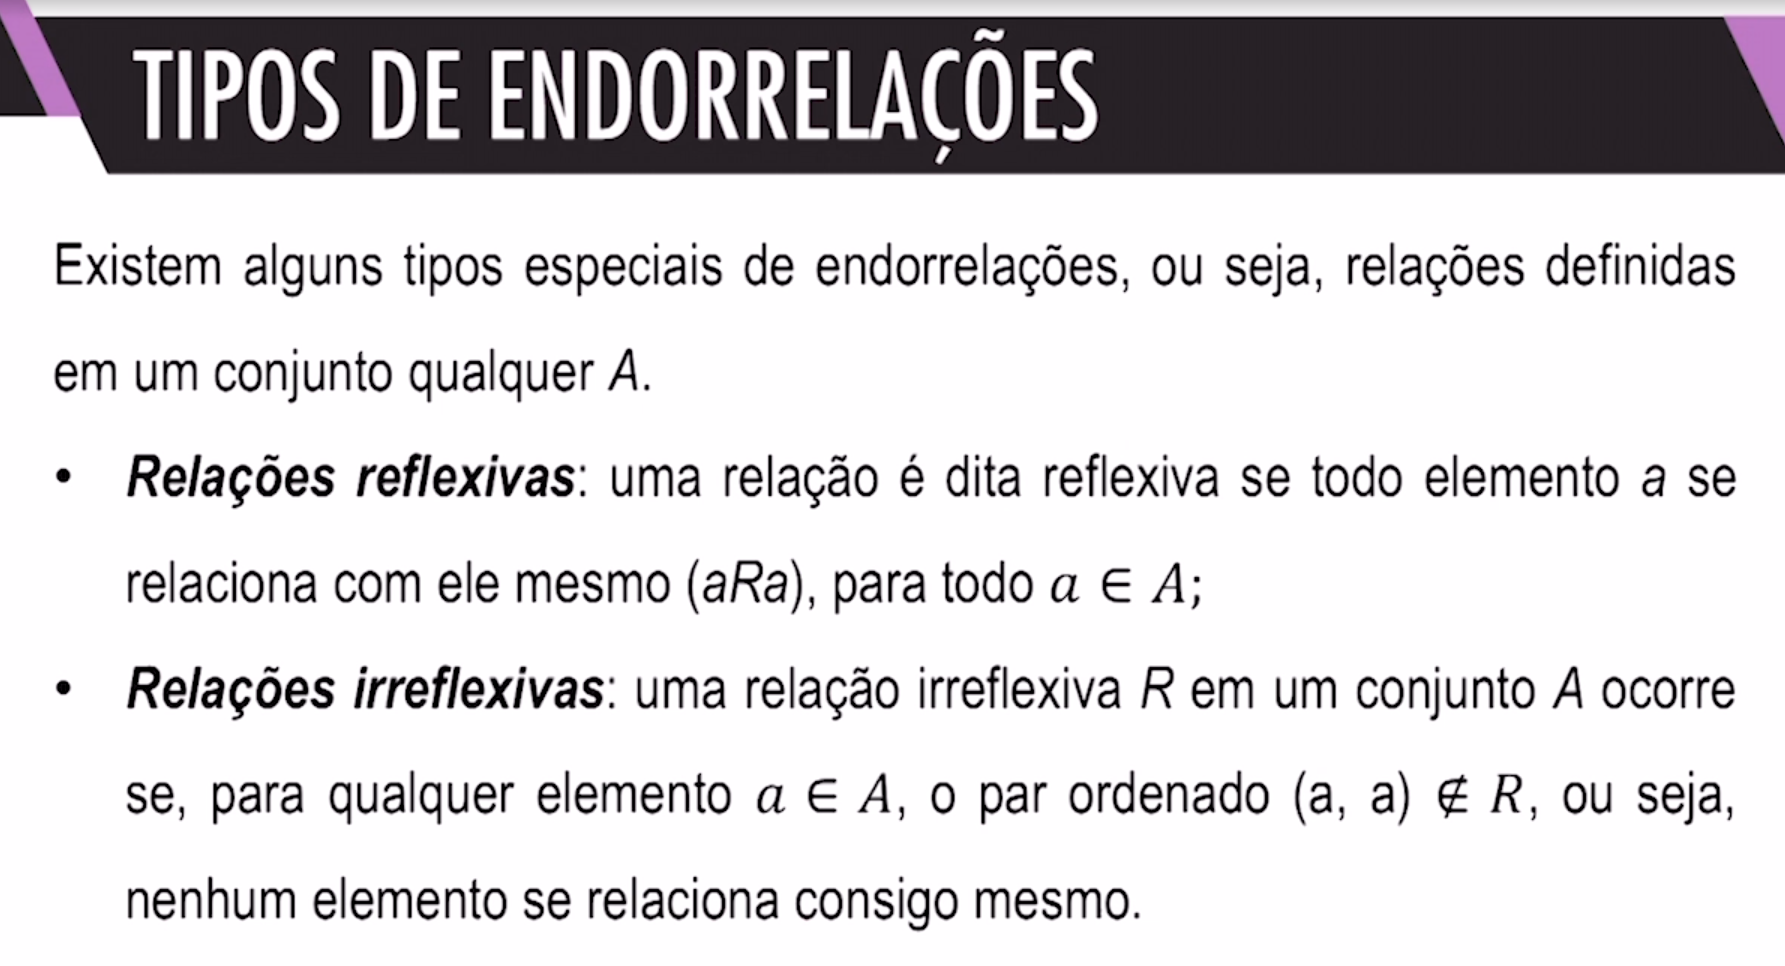 TIPOS DE ENDORRELAÇÕES
Existem alguns tipos especiais de endorrelações, ou seja, relações definidas
em um conjunto qualquer A.
• Relações reflexivas: uma relação é dita reflexiva se todo elemento a se
relaciona com ele mesmo (aRa), para todo a ∈ A;
• Relações irreflexivas: uma relação irreflexiva R em um conjunto A ocorre
se, para qualquer elemento a ∈ A, o par ordenado (a, a) ∉ R, ou seja,
nenhum elemento se relaciona consigo mesmo.